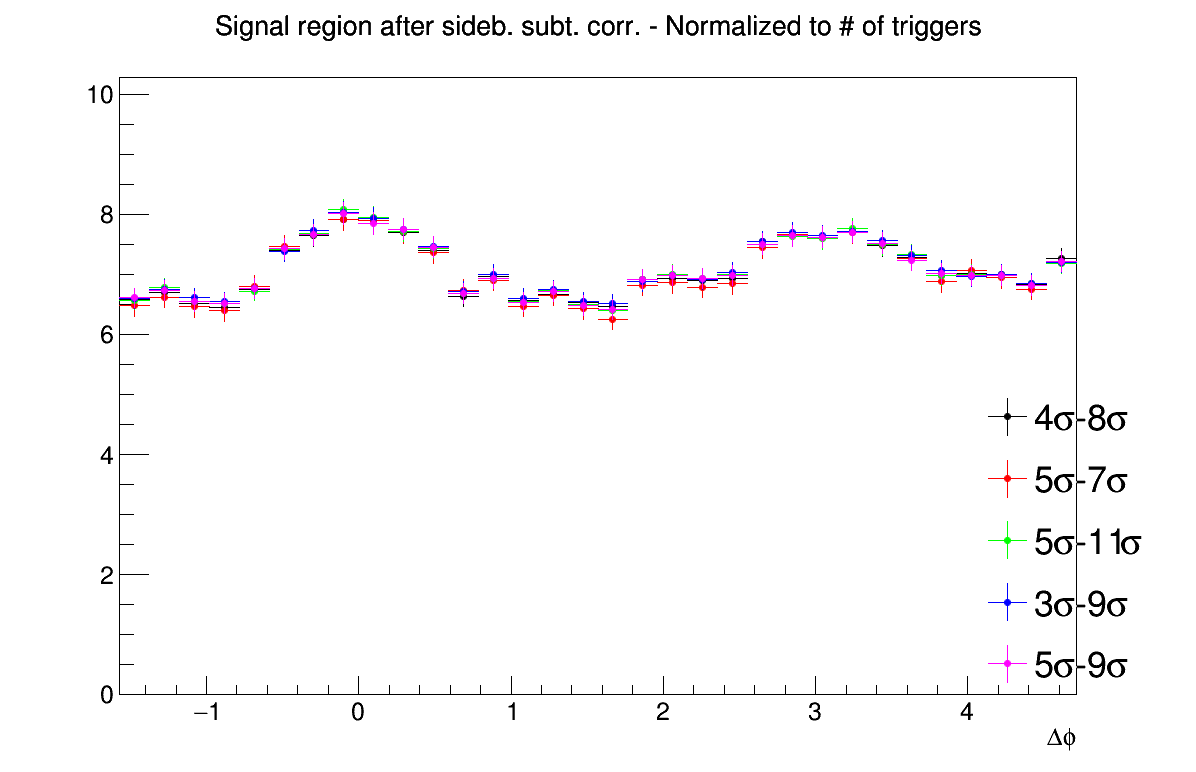 Signal region after sideb. subt. corr. - Normalized to # of triggers
10
8
6
4
2
0
−1
0
1
2
3
4
Δϕ
4σ-8σ
5σ-7σ
5σ-11σ
3σ-9σ
5σ-9σ